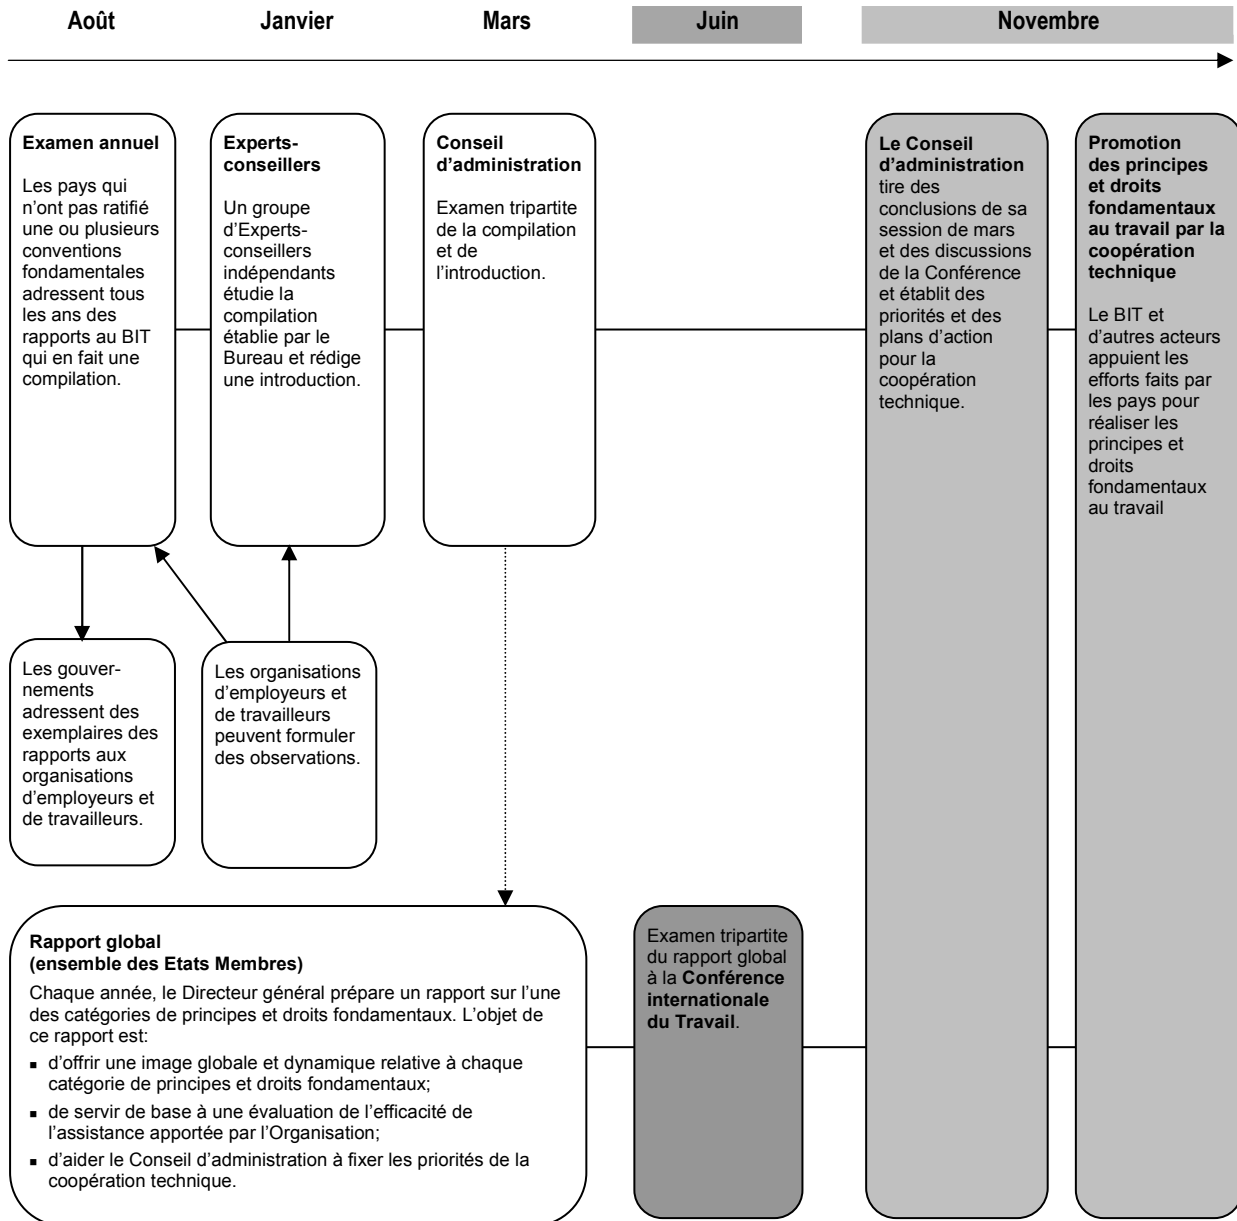 Août
Janvier
Mars
Juin
Novembre
Examen annuel
Les pays qui
n’ont pas ratifié
une ou plusieurs
conventions
fondamentales
adressent tous
les ans des
rapports au BIT
qui en fait une
compilation.
Experts-
conseillers
Un groupe
d’Experts-
conseillers
indépendants
étudie la
compilation
établie par le
Bureau et rédige
une introduction.
Conseil
d’administration
Examen tripartite
de la compilation
et de
l’introduction.
Le Conseil
d’administration
tire des
conclusions de sa
session de mars
et des discussions
de la Conférence
et établit des
priorités et des
plans d’action
pour la
coopération
technique.
Promotion
des principes
et droits
fondamentaux
au travail par la
coopération
technique
Le BIT et
d’autres acteurs
appuient les
efforts faits par
les pays pour
réaliser les
principes et
droits
fondamentaux
au travail
Les gouver-
nements
adressent des
exemplaires des
rapports aux
organisations
d’employeurs et
de travailleurs.
Les organisations
d’employeurs et
de travailleurs
peuvent formuler
des observations.
Rapport global
(ensemble des Etats Membres)
Chaque année, le Directeur général prépare un rapport sur l’une
des catégories de principes et droits fondamentaux. L’objet de
ce rapport est:
▪ d’offrir une image globale et dynamique relative à chaque
catégorie de principes et droits fondamentaux;
▪ de servir de base à une évaluation de l’efficacité de
l’assistance apportée par l’Organisation;
▪ d’aider le Conseil d’administration à fixer les priorités de la
coopération technique.
Examen tripartite
du rapport global
à la Conférence
internationale
du Travail.